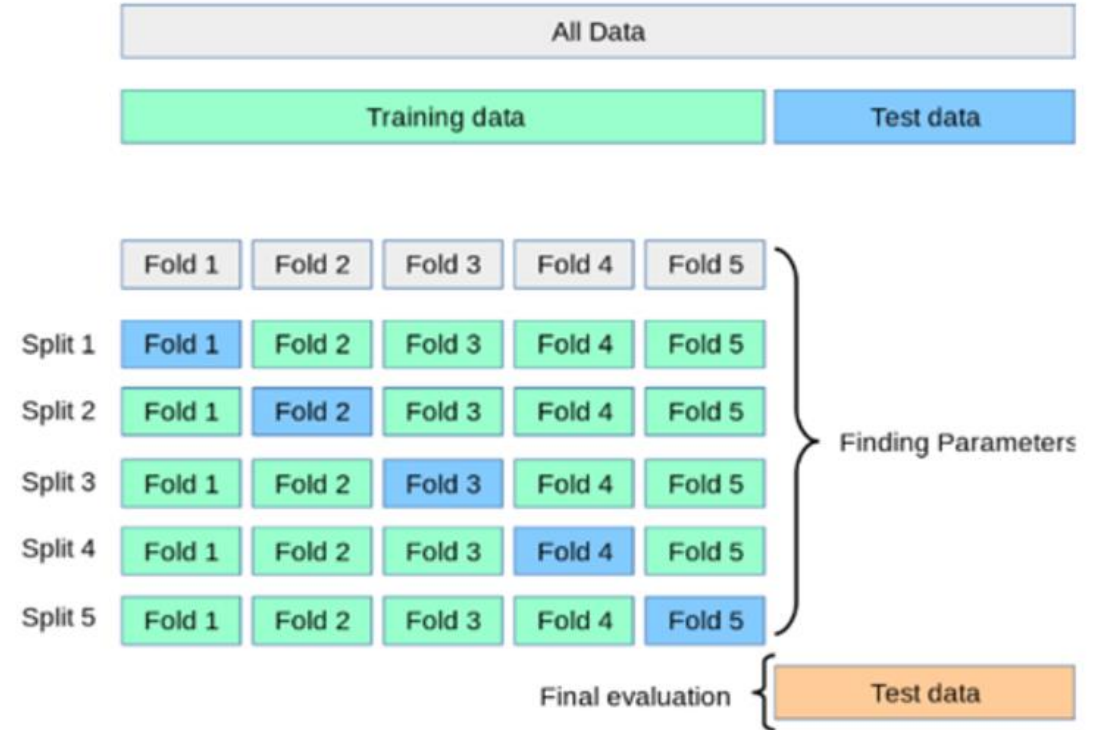 All Data
Training data Test data
Fold 1 Fold 2 Fold 3 Fold 4 Fold 5
Split 1 Fold 1 Fold 2 Fold 3 Fold 4 Fold 5
Split 2 Fold 1 Fold 2 Fold 3 Fold 4 Fold 5
Finding Parameters
Split 3 Fold 1 Fold 2 Fold 3 Fold 4 Fold 5
Split 4 Fold 1 Fold 2 Fold 3 Fold 4 Fold 5
Split 5 Fold 1 Fold 2 Fold 3 Fold 4 Fold 5
Final evaluation Test data